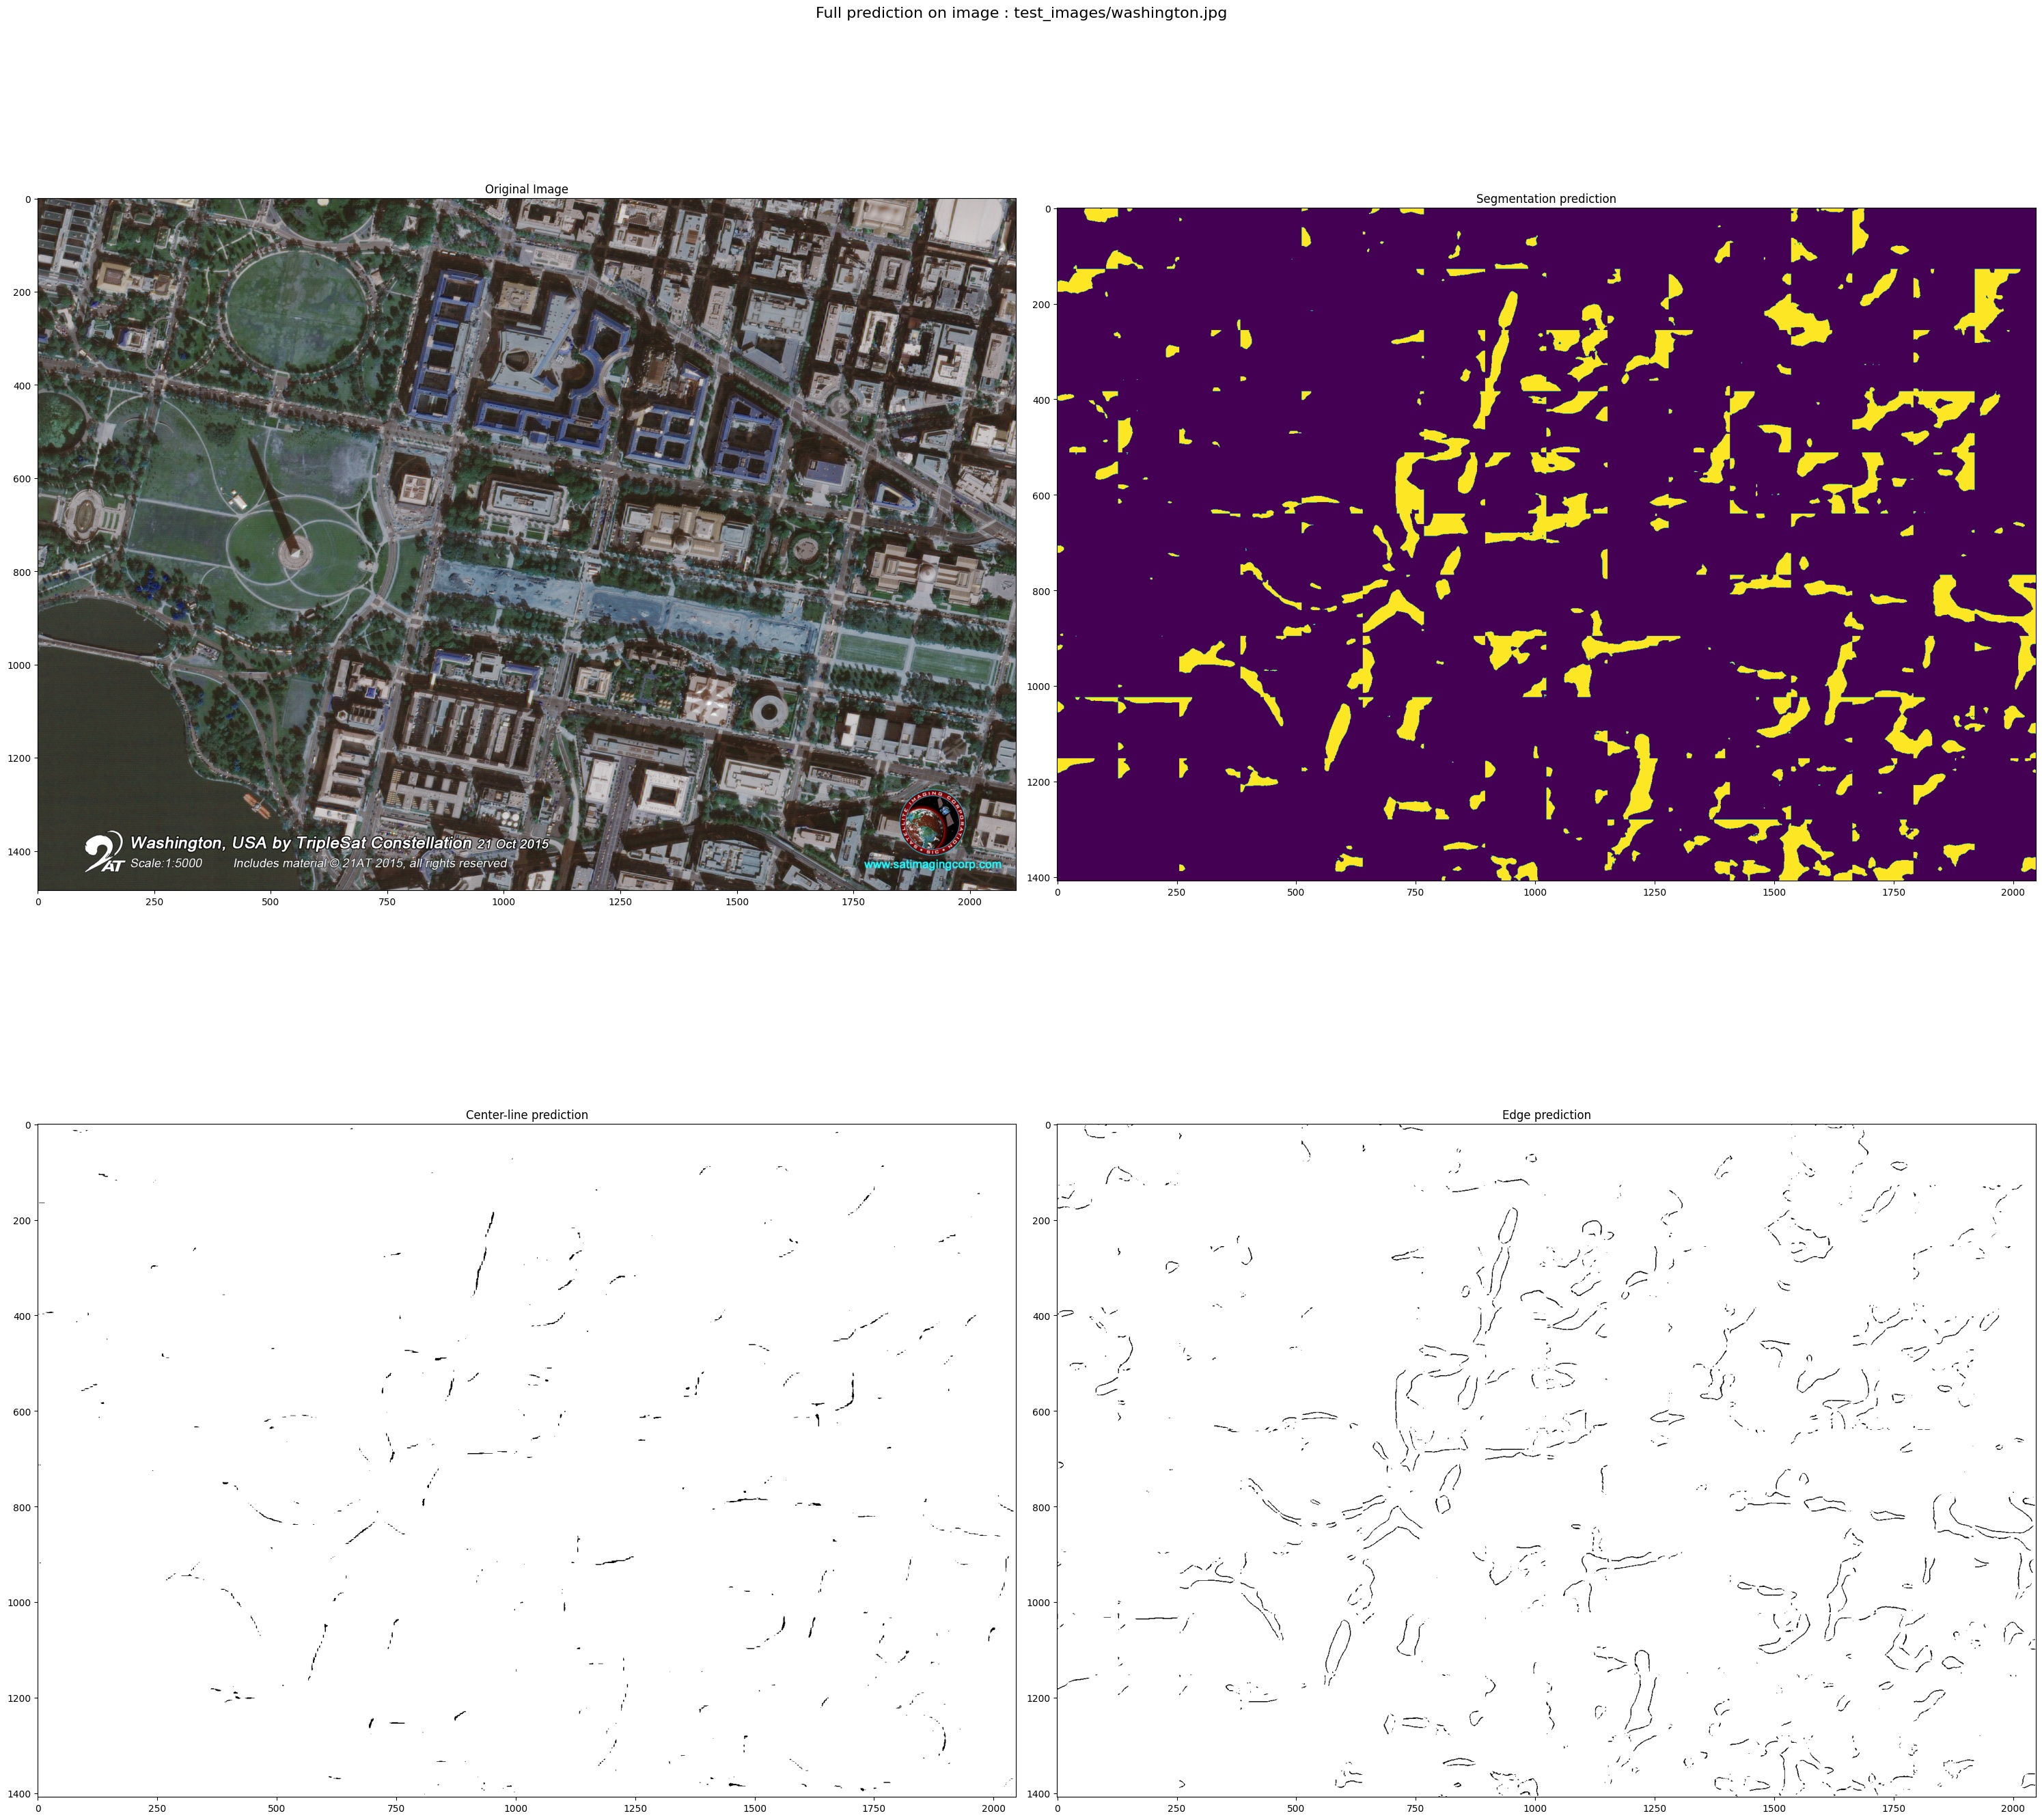 Full prediction on image : test_images/washington.jpg
Original Image
0
200
400
600
800
1000
1200
1400
0 250 500 750 1000 1250 1500 1750 2000
Washington, USA by TripleSat Constellation 21 Oct 2015
Scale:1:5000 Includes material © 21AT 2015, all rights reserved
AT
SATELLITE IMAGING CORPORATION
SIC
www.satimagingcorp.com
Segmentation prediction
0
200
400
600
800
1000
1200
1400
0 250 500 750 1000 1250 1500 1750 2000
Center-line prediction
0
200
400
600
800
1000
1200
1400
0 250 500 750 1000 1250 1500 1750 2000
Edge prediction
0
200
400
600
800
1000
1200
1400
0 250 500 750 1000 1250 1500 1750 2000